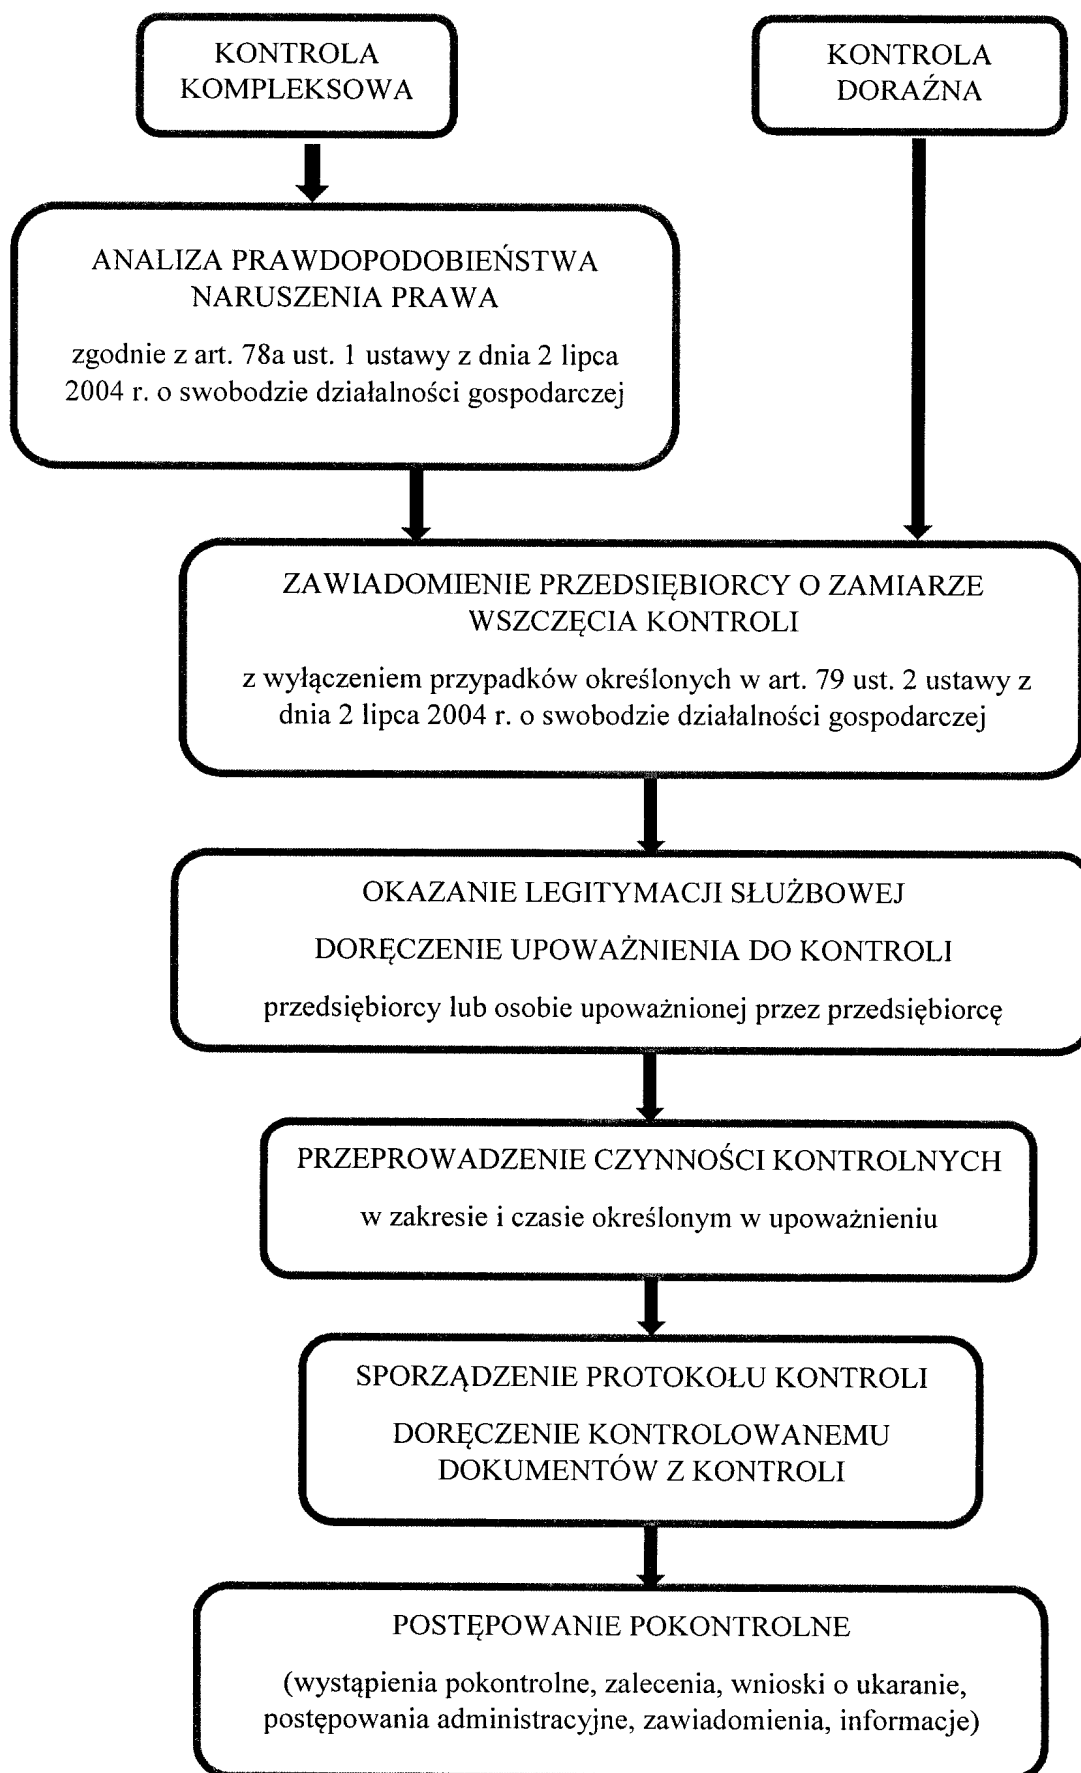 KONTROLA
KOMPLEKSOWA
KONTROLA
DORAŹNA
ANALIZA PRAWDOPODOBIEŃSTWA
NARUSZENIA PRAWA
zgodnie z art. 78a ust. 1 ustawy z dnia 2 lipca
2004 r. o swobodzie działalności gospodarczej
ZAWIADOMIENIE PRZEDSIĘBIORCY O ZAMIARZE
WSZCZĘCIA KONTROLI
z wyłączeniem przypadków określonych w art. 79 ust. 2 ustawy z
dnia 2 lipca 2004 r. o swobodzie działalności gospodarczej
OKAZANIE LEGITYMACJI SŁUŻBOWEJ
DORĘCZENIE UPOWAŻNIENIA DO KONTROLI
przedsiębiorcy lub osobie upoważnionej przez przedsiębiorcę
PRZEPROWADZENIE CZYNNOŚCI KONTROLNYCH
w zakresie i czasie określonym w upoważnieniu
SPORZĄDZENIE PROTOKOŁU KONTROLI
DORĘCZENIE KONTROLOWANEMU
DOKUMENTÓW Z KONTROLI
POSTĘPOWANIE POKONTROLNE
(wystąpienia pokontrolne, zalecenia, wnioski o ukaranie,
postępowania administracyjne, zawiadomienia, informacje)